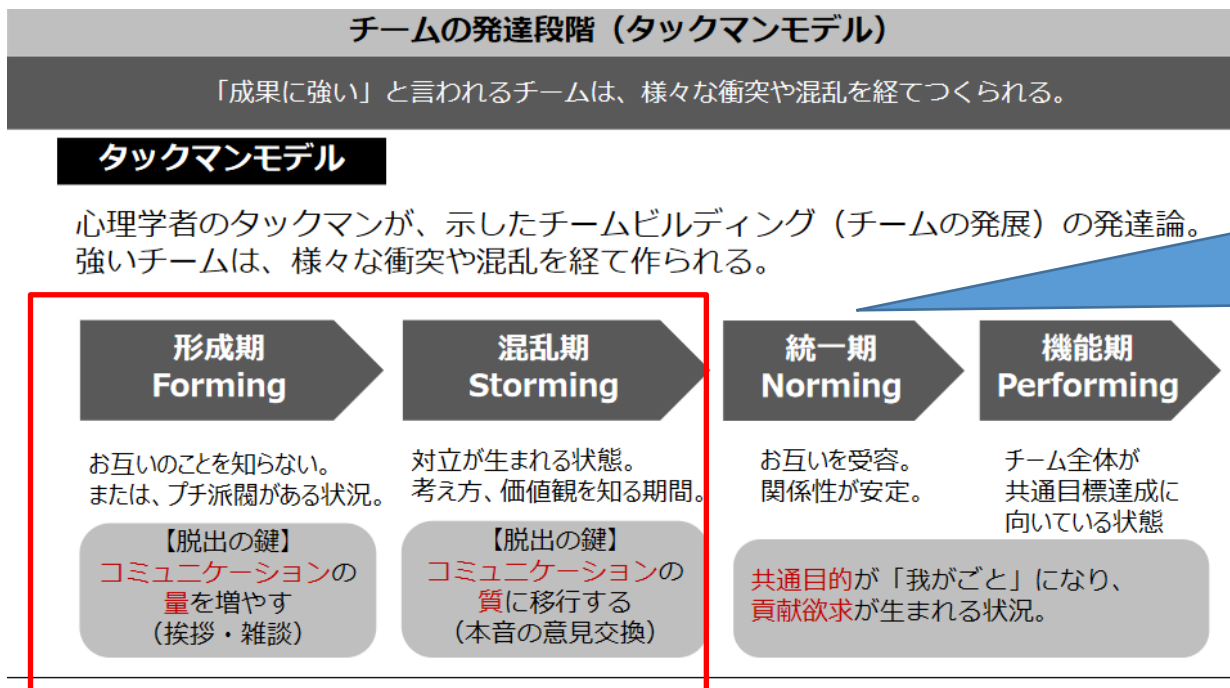 チームの発達段階（タックマンモデル）
「成果に強い」と言われるチームは、様々な衝突や混乱を経てつくられる。
タックマンモデル
心理学者のタックマンが、示したチームビルディング（チームの発展）の発達論。
強いチームは、様々な衝突や混乱を経て作られる。
形成期
Forming
お互いのことを知らない。
または、プチ派閥がある状況。
【脱出の鍵】
コミュニケーションの
量を増やす
（挨拶・雑談）
混乱期
Storming
対立が生まれる状態。
考え方、価値観を知る期間。
【脱出の鍵】
コミュニケーションの
質に移行する
（本音の意見交換）
統一期
Norming
お互いを受容。
関係性が安定。
機能期
Performing
チーム全体が
共通目標達成に
向いている状態
共通目的が「我がごと」になり、
貢献欲求が生まれる状況。